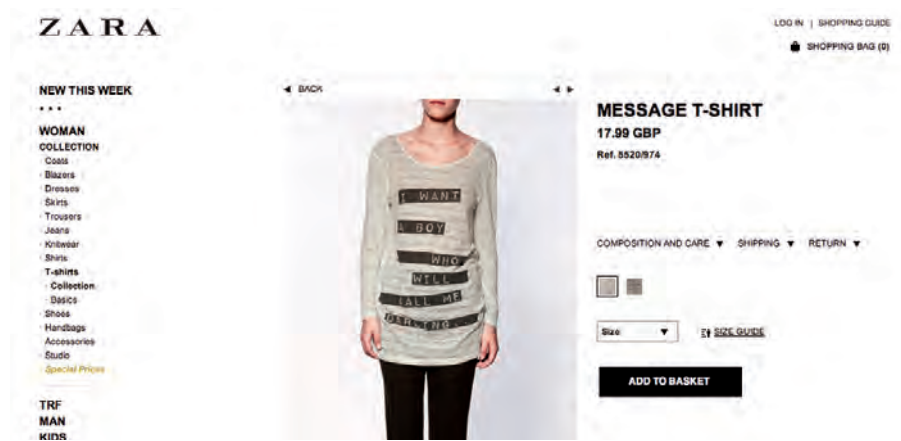 ZARA
LOG IN | SHOPPING GUIDE
SHOPPING BAG (0)
NEW THIS WEEK
...
WOMAN
COLLECTION
· Coats
· Blazers
· Dresses
· Skirts
· Trousers
· Jeans
· Knitwear
· Shirts
T-shirts
· Collection
· Basics
· Shoes
· Handbags
Accessories
· Studio
· Special Prices
TRF
MAN
KIDS
◀ BACK
◀ ▶
I WANT
A BOY
WHO
WILL
CALL ME
DARLING...
MESSAGE T-SHIRT
17.99 GBP
Ref. 5520/974
COMPOSITION AND CARE ▼ SHIPPING ▼ RETURN ▼
Size ▼ SIZE GUIDE
ADD TO BASKET